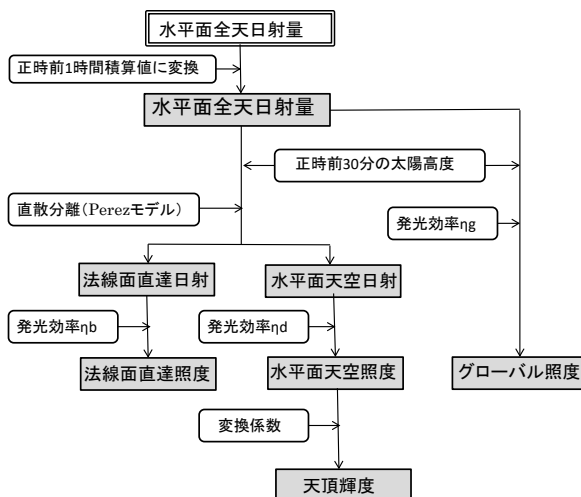 水平面全天日射量
正時前1時間積算値に変換
水平面全天日射量
正時前30分の太陽高度
直散分離(Perezモデル)
発光効率ηg
法線面直達日射
水平面天空日射
発光効率ηb
発光効率ηd
法線面直達照度
水平面天空照度
グローバル照度
変換係数
天頂輝度